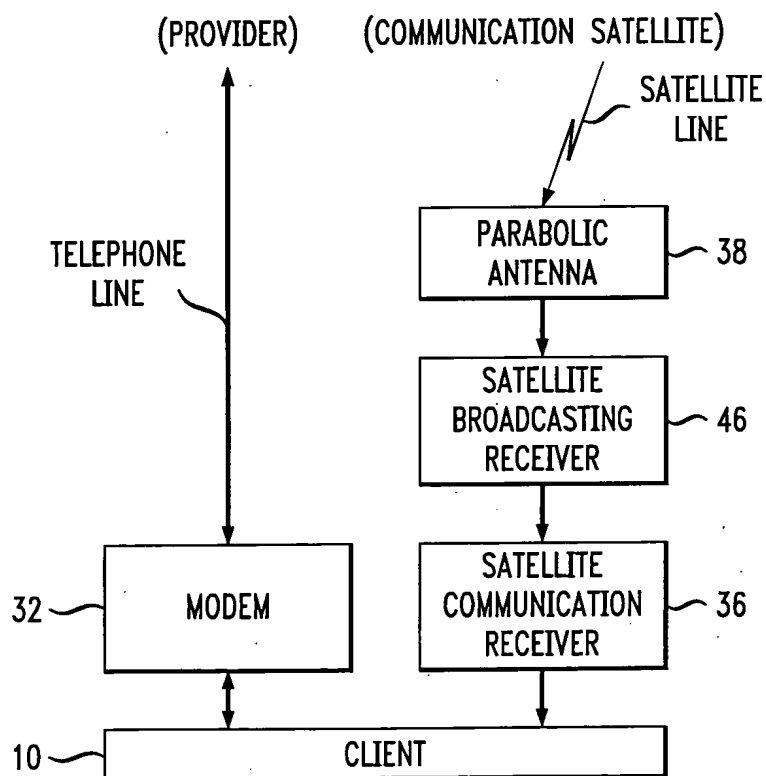 (PROVIDER)
(COMMUNICATION SATELLITE)
SATELLITE
LINE
PARABOLIC
ANTENNA
38
TELEPHONE
LINE
SATELLITE
BROADCASTING
RECEIVER
46
32
MODEM
SATELLITE
COMMUNICATION
RECEIVER
36
10
CLIENT